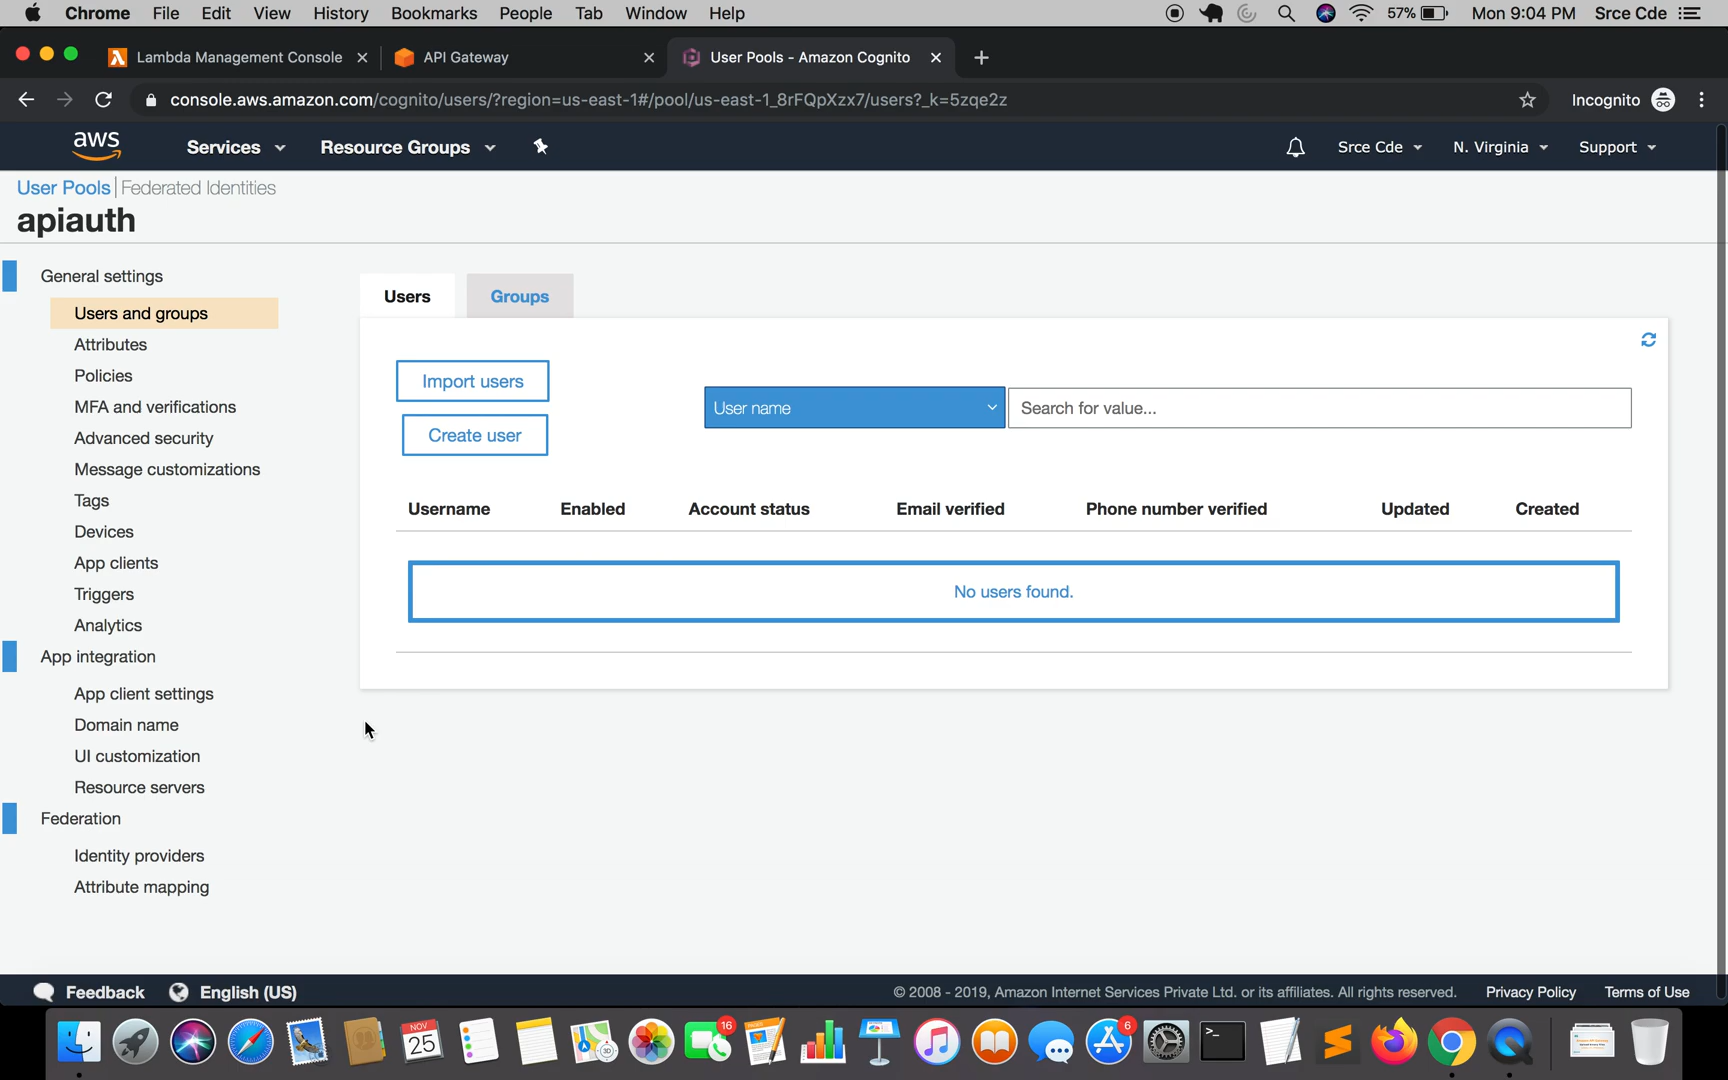 Chrome File Edit View History Bookmarks People Tab Window Help 57% Mon 9:04 PM Srce Cde
Lambda Management Console API Gateway User Pools - Amazon Cognito
console.aws.amazon.com/cognito/users/?region=us-east-1#/pool/us-east-1_8rFQpXzx7/users?_k=5zqe2z Incognito
aws Services Resource Groups Srce Cde N. Virginia Support
User Pools Federated Identities
apiauth
General settings
Users and groups
Attributes
Policies
MFA and verifications
Advanced security
Message customizations
Tags
Devices
App clients
Triggers
Analytics
App integration
App client settings
Domain name
UI customization
Resource servers
Federation
Identity providers
Attribute mapping
Users Groups
Import users
Create user
User name Search for value...
Username Enabled Account status Email verified Phone number verified Updated Created
No users found.
Feedback English (US) © 2008 - 2019, Amazon Internet Services Private Ltd. or its affiliates. All rights reserved. Privacy Policy Terms of Use
NOV
25
3D
16
6
>_